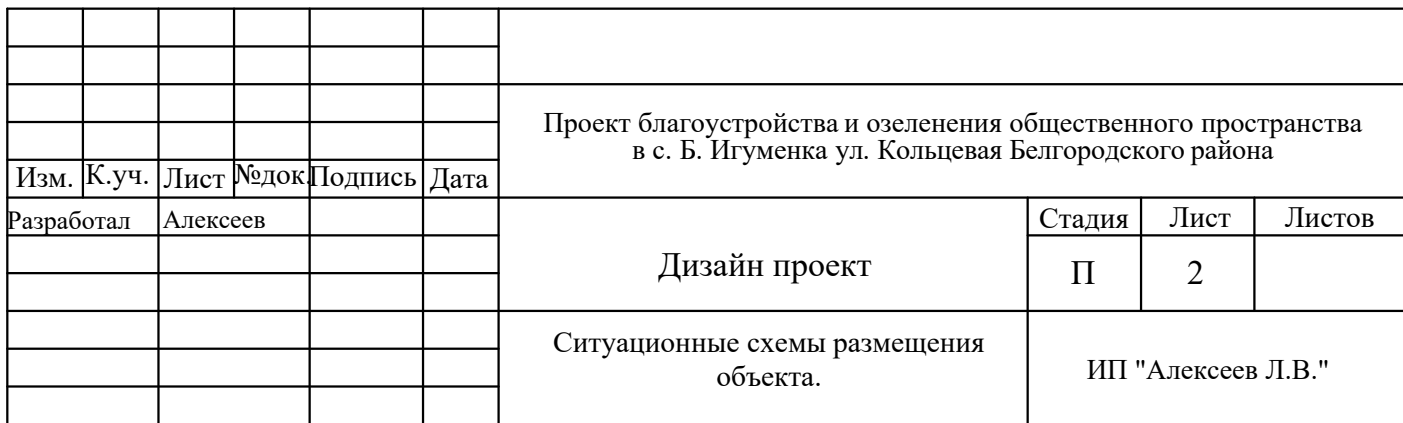 Проект благоустройства и озеленения общественного пространства
в с. Б. Игуменка ул. Кольцевая Белгородского района
Изм. К.уч. Лист №док. Подпись Дата
Разработал Алексеев
Стадия Лист Листов
Дизайн проект
П 2
Ситуационные схемы размещения
объекта.
ИП "Алексеев Л.В."